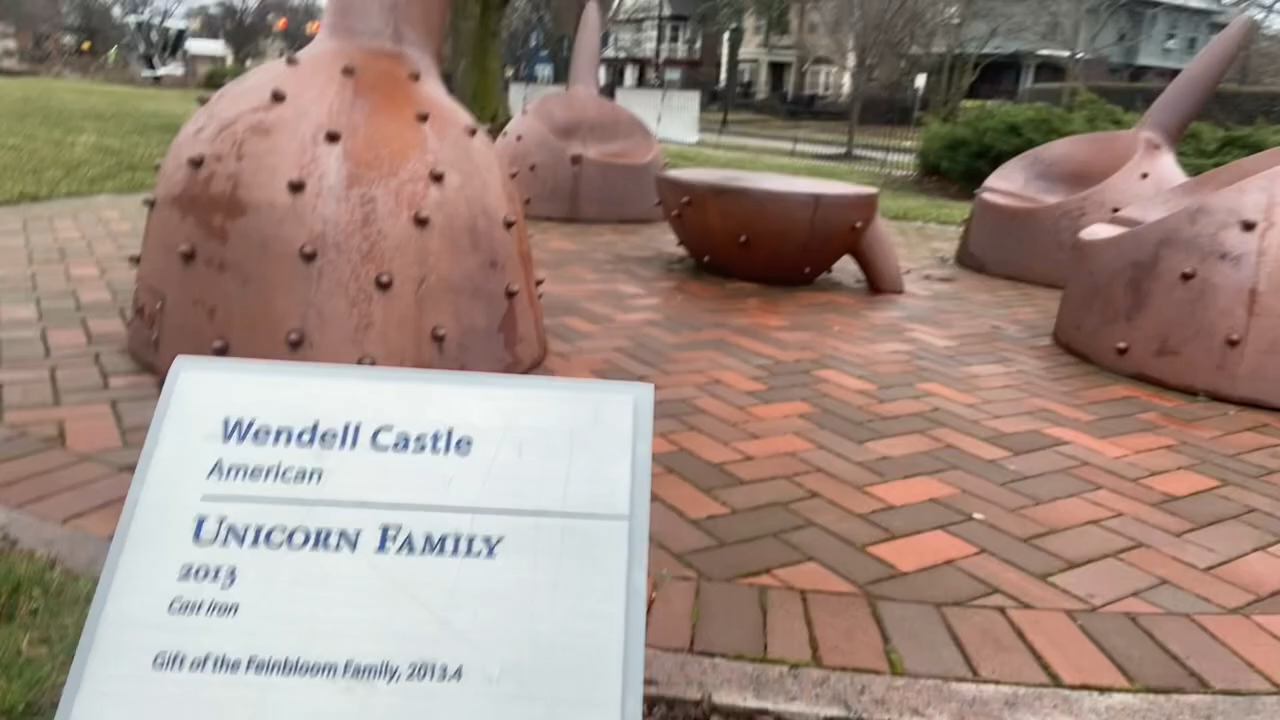 Wendell Castle
American
UNICORN FAMILY
2013
Cast Iron
Gift of the Feinbloom Family, 2013.4